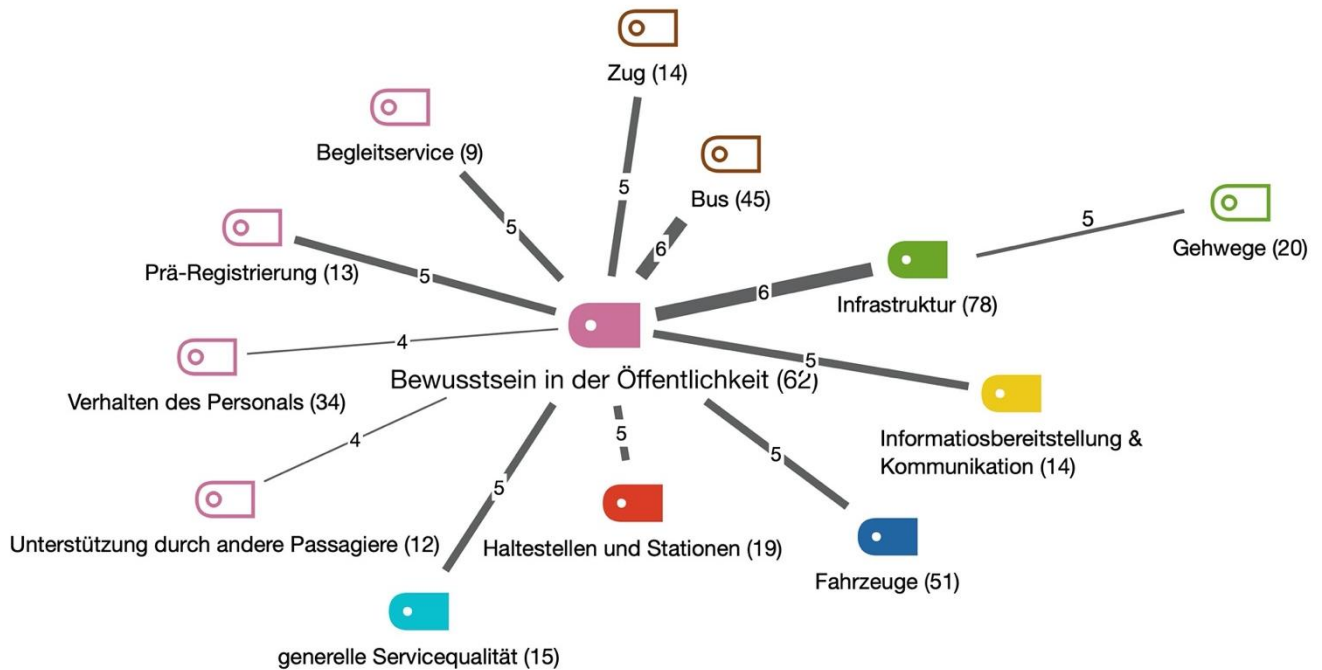 Zug (14)
Begleitservice (9)
5
Bus (45)
5
6
5
Gehwege (20)
Prä-Registrierung (13)
5
6
Infrastruktur (78)
4
5
Verhalten des Personals (34)
Bewusstsein in der Öffentlichkeit (62)
4
5
5
Informatiosbereitstellung &
Kommunikation (14)
5
Unterstützung durch andere Passagiere (12)
Haltestellen und Stationen (19)
Fahrzeuge (51)
generelle Servicequalität (15)